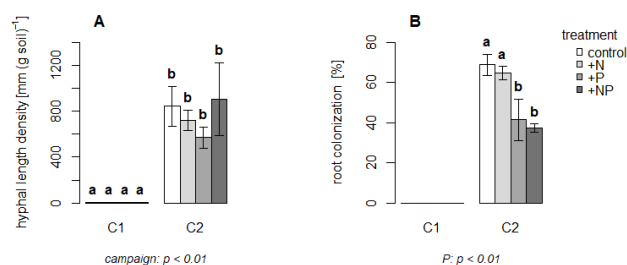 A
hyphal length density [mm (g soil)⁻¹]
0 400 800 1200
a a a a
b b b b
C1 C2
campaign: p < 0.01
B
root colonization [%]
0 20 40 60 80
a a b b
C1 C2
P: p < 0.01
treatment
control
+N
+P
+NP